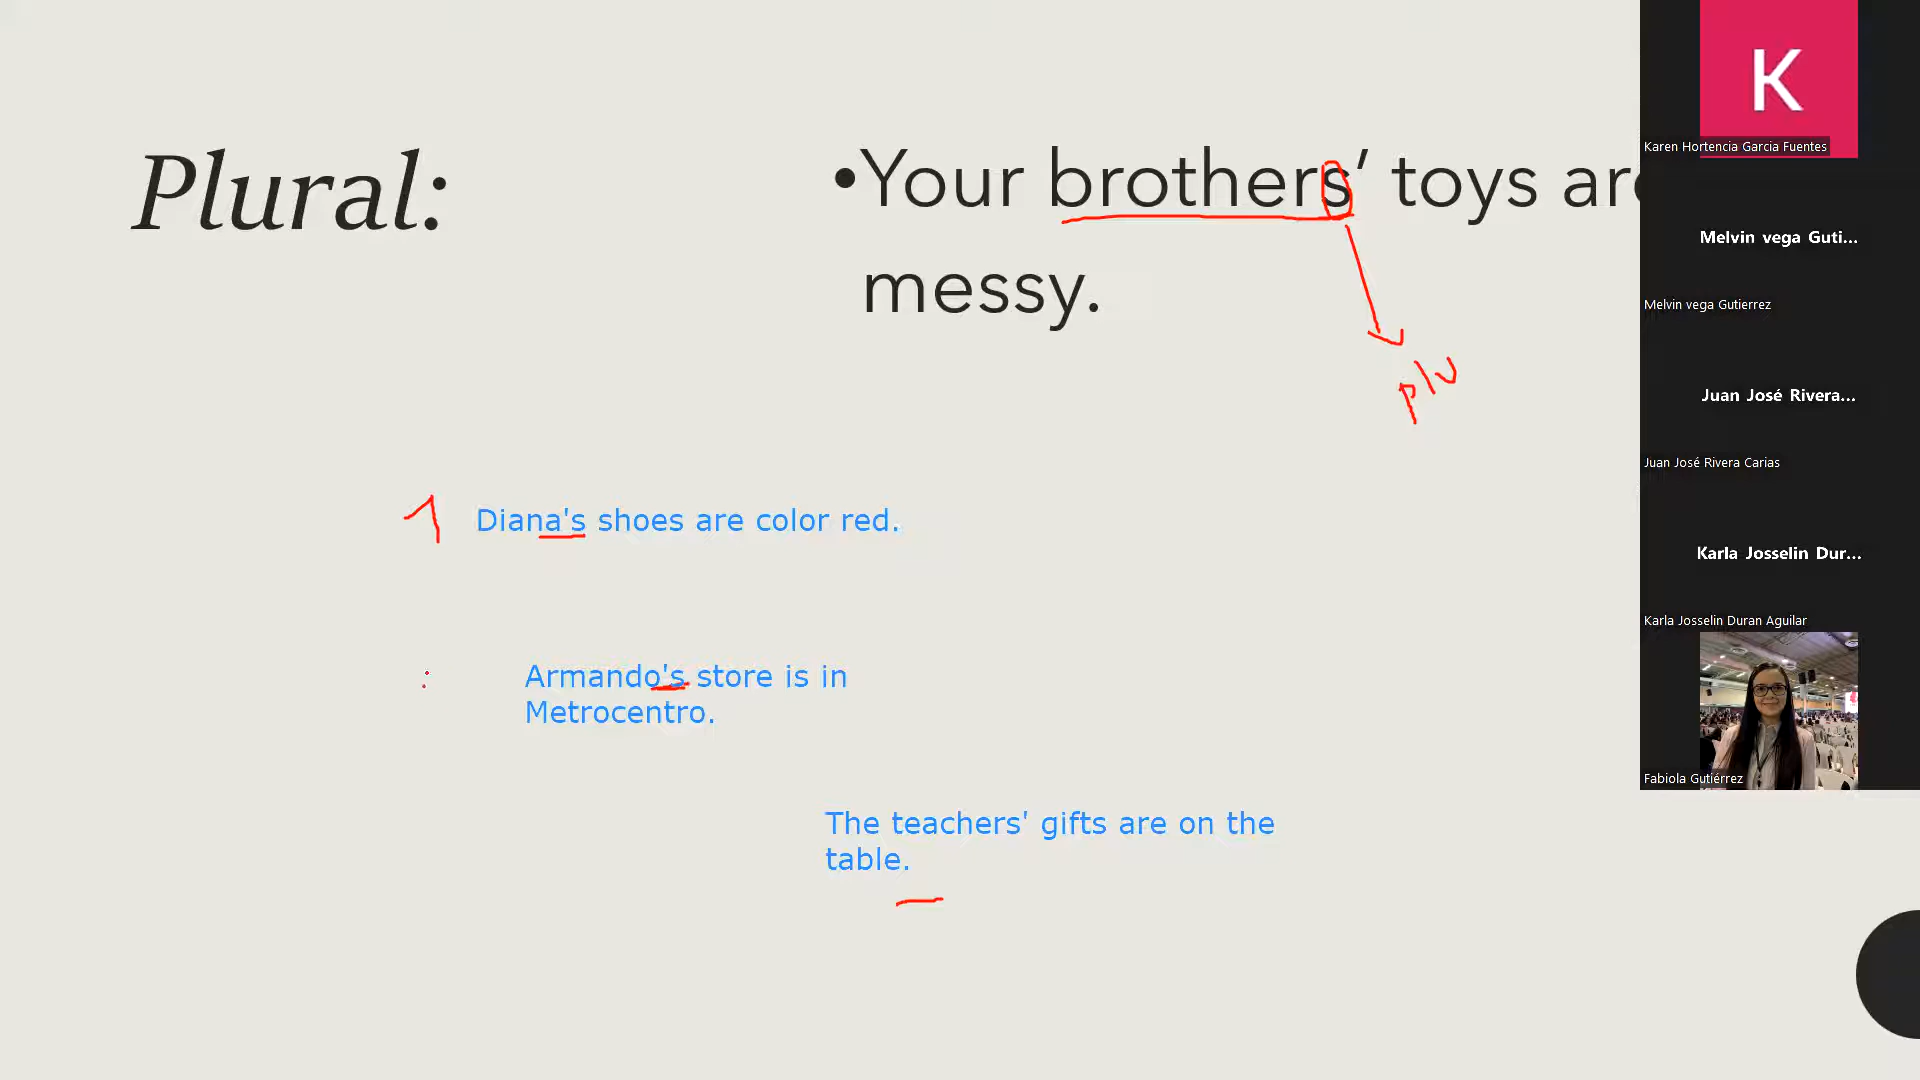 Plural:
•Your brothers’ toys are
messy.
plu
1 Diana's shoes are color red.
Armando's store is in
Metrocentro.
The teachers' gifts are on the
table.
K
Karen Hortencia Garcia Fuentes
Melvin vega Guti...
Melvin vega Gutierrez
Juan José Rivera...
Juan José Rivera Carias
Karla Josselin Dur...
Karla Josselin Duran Aguilar
Fabiola Gutiérrez